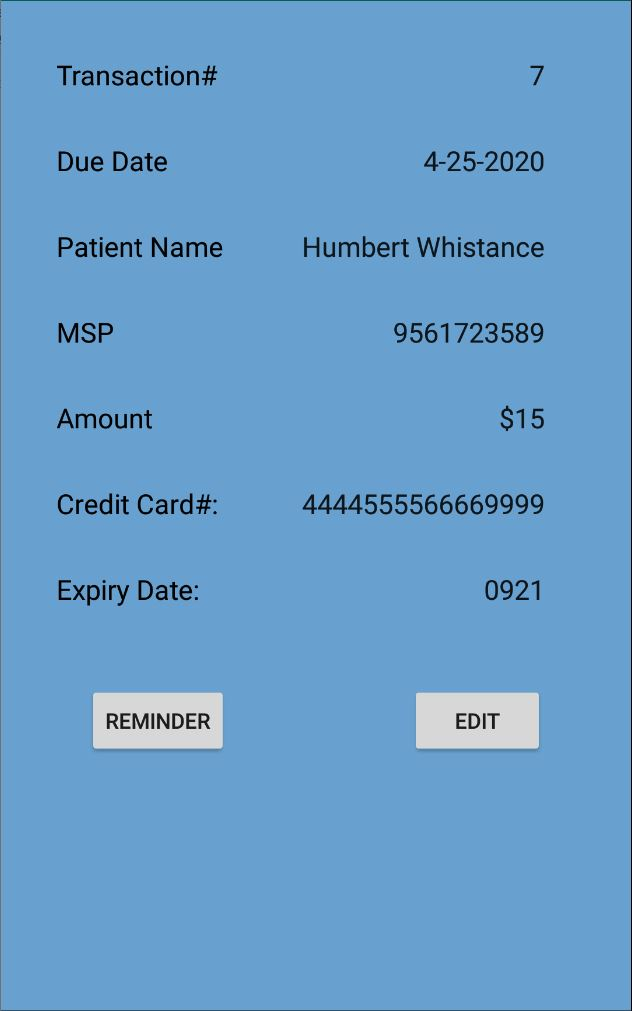 Transaction# 7
Due Date 4-25-2020
Patient Name Humbert Whistance
MSP 9561723589
Amount $15
Credit Card#: 4444555566669999
Expiry Date: 0921
REMINDER EDIT